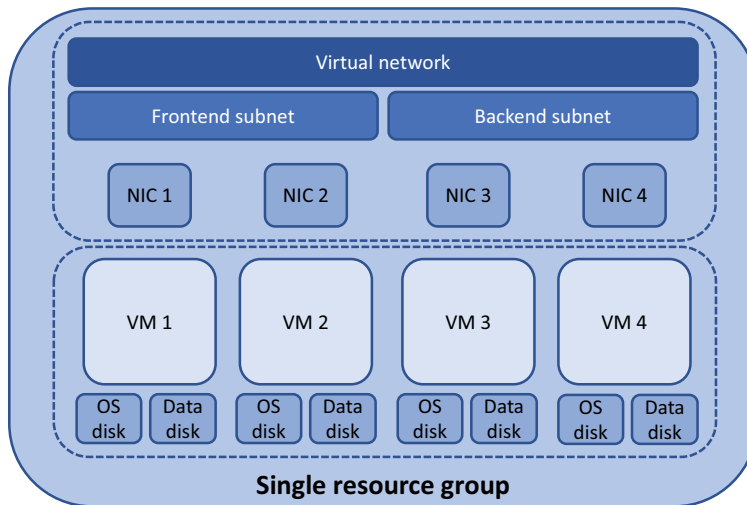 Virtual network
Frontend subnet
Backend subnet
NIC 1
NIC 2
NIC 3
NIC 4
VM 1
VM 2
VM 3
VM 4
OS
disk
Data
disk
OS
disk
Data
disk
OS
disk
Data
disk
OS
disk
Data
disk
Single resource group